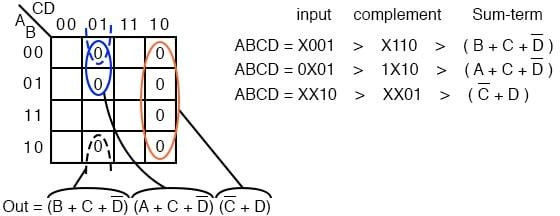 CD
A
B
00 01 11 10
00 0 0
01 0 0
11 0
10 0 0
input complement Sum-term
ABCD = X001 > X110 > ( B + C + D̅ )
ABCD = 0X01 > 1X10 > ( A + C + D̅ )
ABCD = XX10 > XX01 > ( C̅ + D )
Out = (B + C + D̅) (A + C + D̅) (C̅ + D)